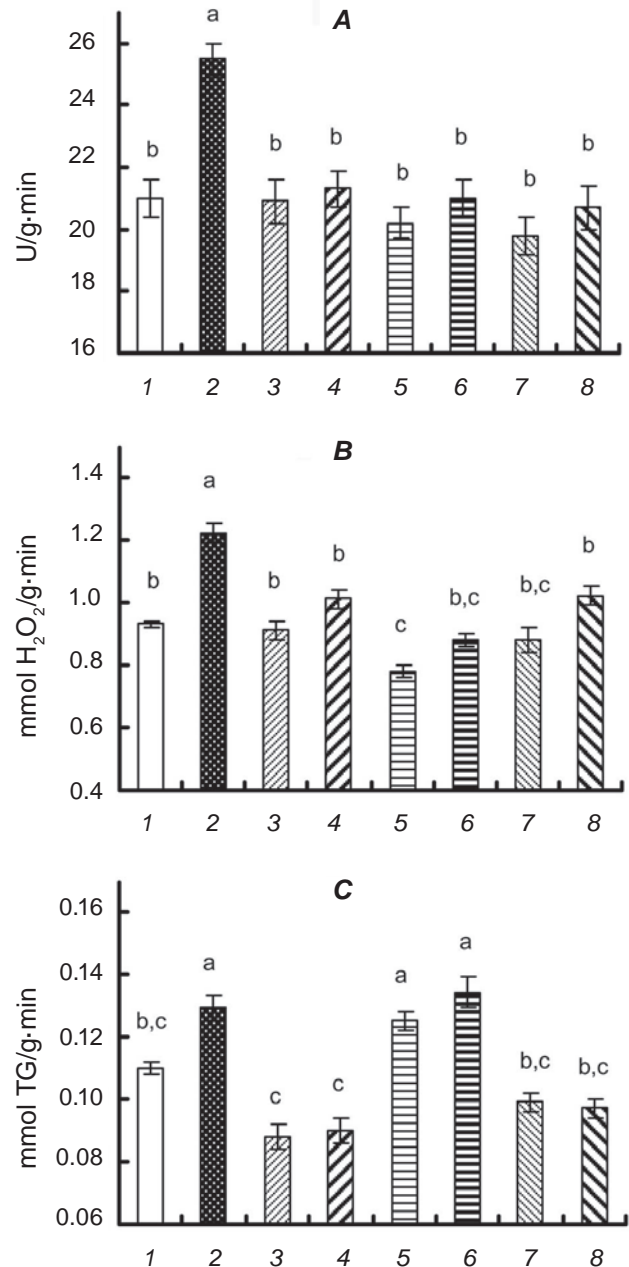 A
a
26
24
b b b b b b b
22
20
18
16
U/g·min
1 2 3 4 5 6 7 8
B
1.4
a
1.2
b b b c b,c b,c b
1.0
0.8
0.6
0.4
mmol H₂O₂/g·min
1 2 3 4 5 6 7 8
C
0.16
b,c a c c a a b,c b,c
0.14
0.12
0.10
0.08
0.06
mmol TG/g·min
1 2 3 4 5 6 7 8